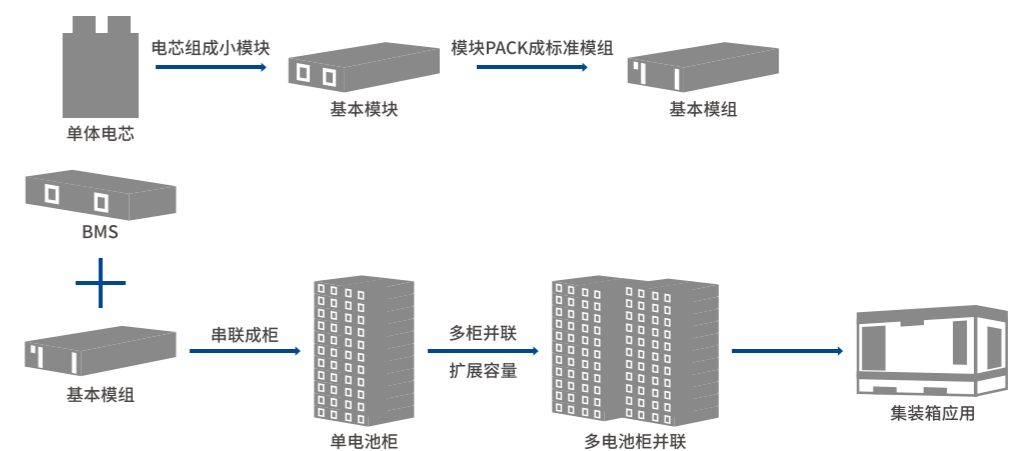 电芯组成小模块
模块PACK成标准模组
基本模块
基本模组
单体电芯
BMS
串联成柜
多柜并联
扩展容量
基本模组
单电池柜
多电池柜并联
集装箱应用